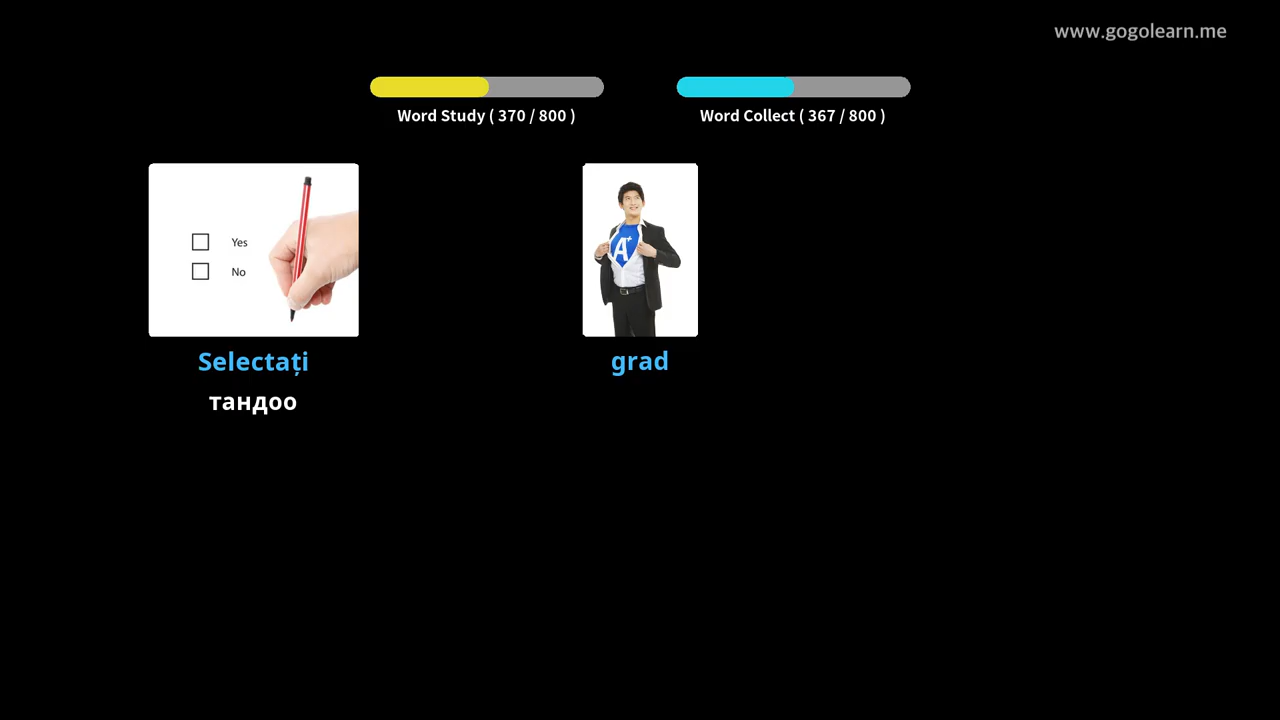 www.gogolearn.me
Word Study ( 370 / 800 )
Word Collect ( 367 / 800 )
Yes
No
A+
Selectați
grad
тандоо